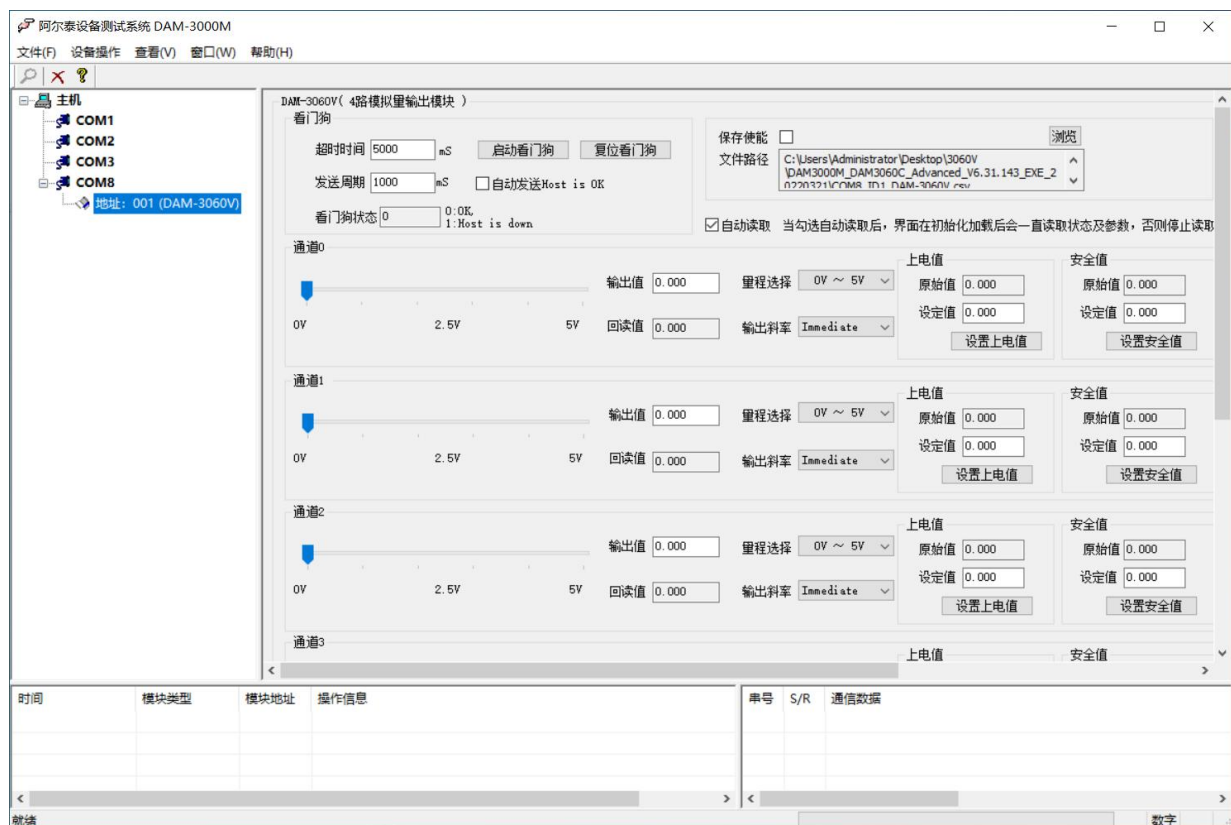 阿尔泰设备测试系统 DAM-3000M
文件(F) 设备操作 查看(V) 窗口(W) 帮助(H)
主机
COM1
COM2
COM3
COM8
地址：001 (DAM-3060V)
DAM-3060V( 4路模拟量输出模块 )
看门狗
超时时间 5000 mS 启动看门狗 复位看门狗
发送周期 1000 mS 自动发送Host is OK
看门狗状态 0 0:OK,
1:Host is down
保存使能 浏览
文件路径 C:\Users\Administrator\Desktop\3060V
\DAM3000M_DAM3060C_Advanced_V6.31.143_EXE_2
0220321\COM8_ID1_DAM-3060V.csv
自动读取 当勾选自动读取后，界面在初始化加载后会一直读取状态及参数，否则停止读取
通道0
0V 2.5V 5V
输出值 0.000 量程选择 0V ～ 5V
回读值 0.000 输出斜率 Immediate
上电值
原始值 0.000
设定值 0.000
设置上电值
安全值
原始值 0.000
设定值 0.000
设置安全值
通道1
0V 2.5V 5V
输出值 0.000 量程选择 0V ～ 5V
回读值 0.000 输出斜率 Immediate
上电值
原始值 0.000
设定值 0.000
设置上电值
安全值
原始值 0.000
设定值 0.000
设置安全值
通道2
0V 2.5V 5V
输出值 0.000 量程选择 0V ～ 5V
回读值 0.000 输出斜率 Immediate
上电值
原始值 0.000
设定值 0.000
设置上电值
安全值
原始值 0.000
设定值 0.000
设置安全值
通道3
上电值 安全值
时间 模块类型 模块地址 操作信息
串号 S/R 通信数据
就绪 数字